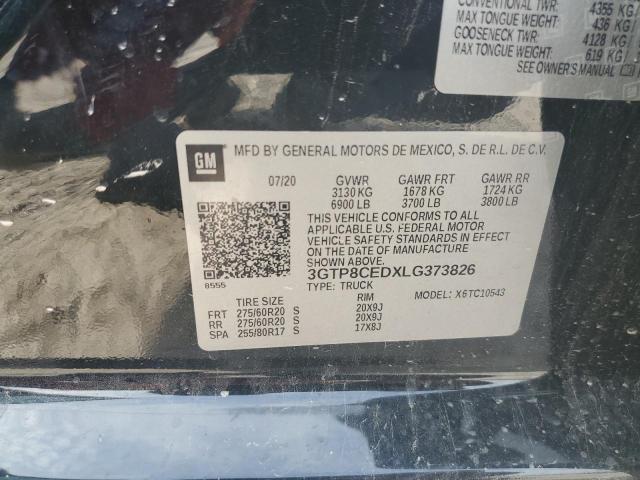 CONVENTIONAL TWR: 4355 KG
MAX TONGUE WEIGHT: 436 KG
GOOSENECK TWR: 4128 KG
MAX TONGUE WEIGHT: 619 KG
SEE OWNER'S MANUAL
GM MFD BY GENERAL MOTORS DE MEXICO, S. DE R.L. DE C.V.
07/20 GVWR GAWR FRT GAWR RR
3130 KG 1678 KG 1724 KG
6900 LB 3700 LB 3800 LB
THIS VEHICLE CONFORMS TO ALL
APPLICABLE U.S. FEDERAL MOTOR
VEHICLE SAFETY STANDARDS IN
EFFECT ON THE DATE OF
MANUFACTURE SHOWN ABOVE.
8555 3GTP8CEDXLG373826
TYPE: TRUCK MODEL: X6TC10543
TIRE SIZE RIM
FRT 275/60R20 S 20X9J
RR 275/60R20 S 20X9J
SPA 255/80R17 S 17X8J